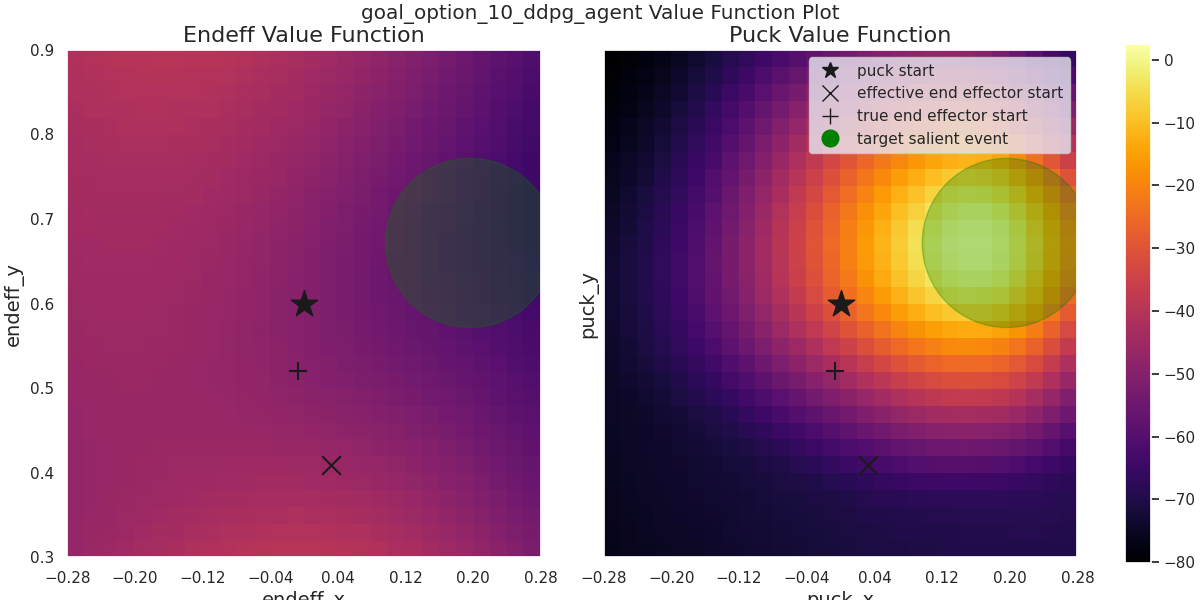 goal_option_10_ddpg_agent Value Function Plot
Endeff Value Function
Puck Value Function
puck start
effective end effector start
true end effector start
target salient event
endeff_y
0.9
0.8
0.7
0.6
0.5
0.4
0.3
−0.28 −0.20 −0.12 −0.04 0.04 0.12 0.20 0.28
endeff_x
puck_y
−0.28 −0.20 −0.12 −0.04 0.04 0.12 0.20 0.28
puck_x
0
−10
−20
−30
−40
−50
−60
−70
−80